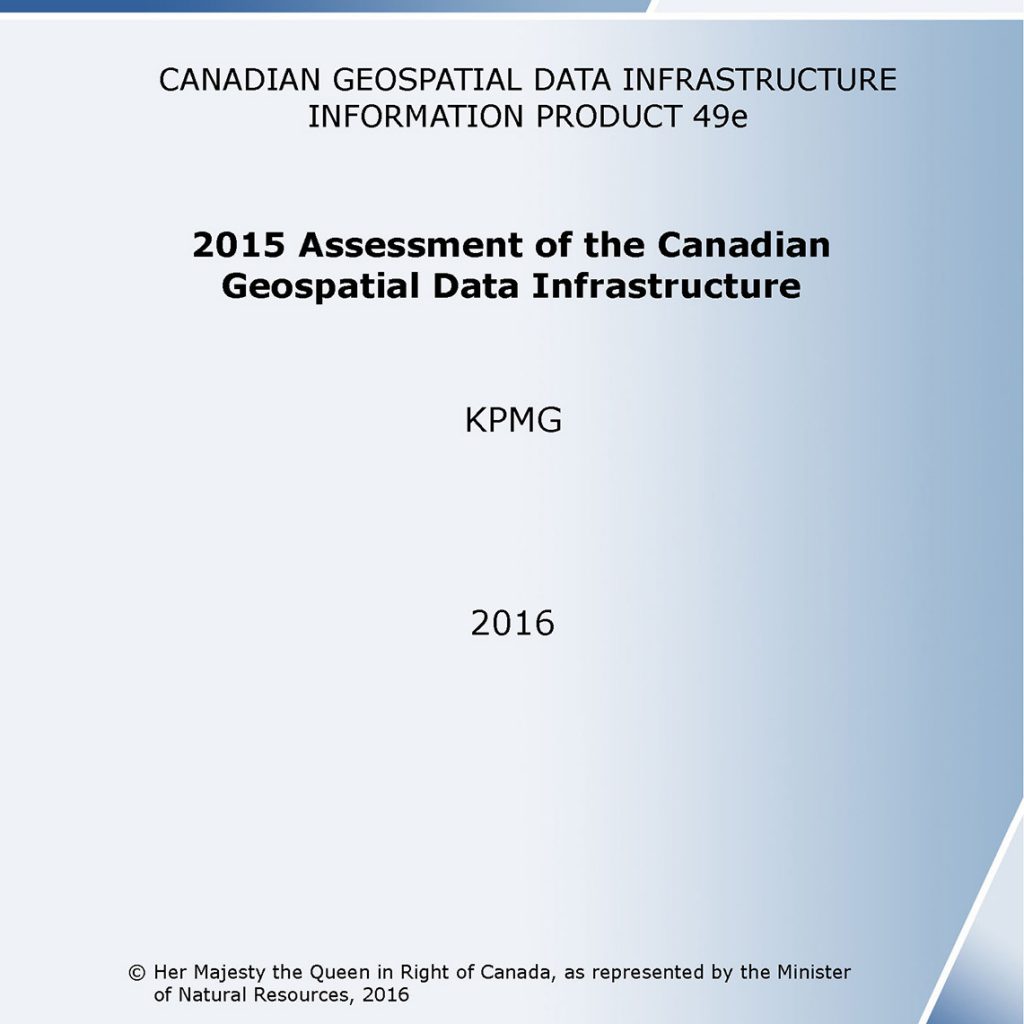 CANADIAN GEOSPATIAL DATA INFRASTRUCTURE
INFORMATION PRODUCT 49e
2015 Assessment of the Canadian
Geospatial Data Infrastructure
KPMG
2016
© Her Majesty the Queen in Right of Canada, as represented by the Minister
of Natural Resources, 2016